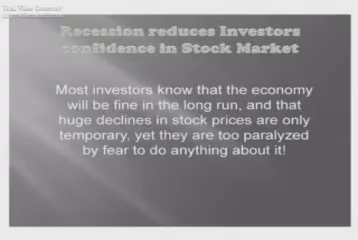 Recession reduces Investors
confidence in Stock Market
Most investors know that the economy
will be fine in the long run, and that
huge declines in stock prices are only
temporary, yet they are too paralyzed
by fear to do anything about it!